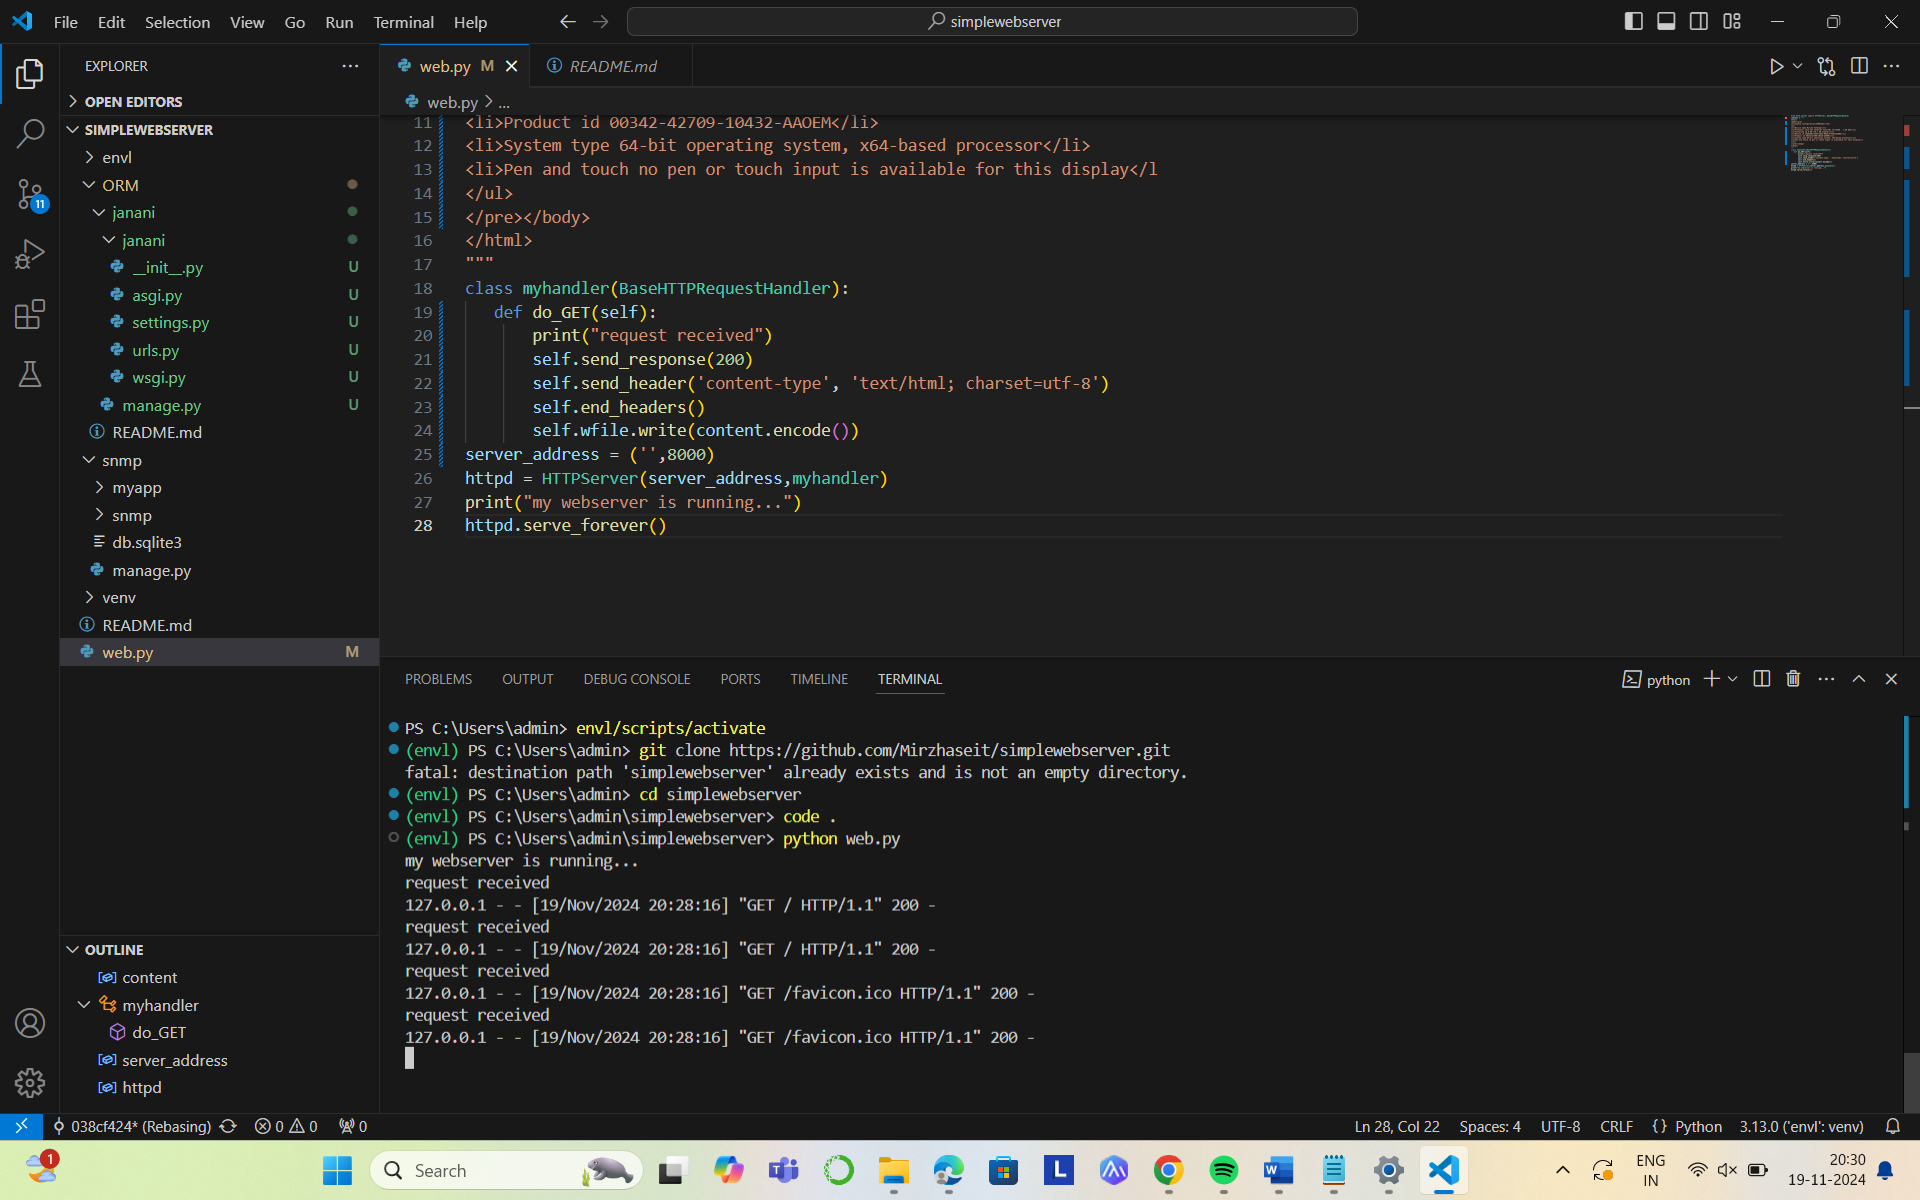 File Edit Selection View Go Run Terminal Help
simplewebserver
EXPLORER
OPEN EDITORS
SIMPLEWEBSERVER
envl
ORM
janani
janani
__init__.py U
asgi.py U
settings.py U
urls.py U
wsgi.py U
manage.py U
README.md
snmp
myapp
snmp
db.sqlite3
manage.py
venv
README.md
web.py M
11
OUTLINE
content
myhandler
do_GET
server_address
httpd
web.py M
README.md
web.py > ...
11 <li>Product id 00342-42709-10432-AAOEM</li>
12 <li>System type 64-bit operating system, x64-based processor</li>
13 <li>Pen and touch no pen or touch input is available for this display</l
14 </ul>
15 </pre></body>
16 </html>
17 """
18 class myhandler(BaseHTTPRequestHandler):
19 def do_GET(self):
20 print("request received")
21 self.send_response(200)
22 self.send_header('content-type', 'text/html; charset=utf-8')
23 self.end_headers()
24 self.wfile.write(content.encode())
25 server_address = ('',8000)
26 httpd = HTTPServer(server_address,myhandler)
27 print("my webserver is running...")
28 httpd.serve_forever()
PROBLEMS OUTPUT DEBUG CONSOLE PORTS TIMELINE TERMINAL
python
PS C:\Users\admin> envl/scripts/activate
(envl) PS C:\Users\admin> git clone https://github.com/Mirzhaseit/simplewebserver.git
fatal: destination path 'simplewebserver' already exists and is not an empty directory.
(envl) PS C:\Users\admin> cd simplewebserver
(envl) PS C:\Users\admin\simplewebserver> code .
(envl) PS C:\Users\admin\simplewebserver> python web.py
my webserver is running...
request received
127.0.0.1 - - [19/Nov/2024 20:28:16] "GET / HTTP/1.1" 200 -
request received
127.0.0.1 - - [19/Nov/2024 20:28:16] "GET / HTTP/1.1" 200 -
request received
127.0.0.1 - - [19/Nov/2024 20:28:16] "GET /favicon.ico HTTP/1.1" 200 -
request received
127.0.0.1 - - [19/Nov/2024 20:28:16] "GET /favicon.ico HTTP/1.1" 200 -
038cf424* (Rebasing) 0 0 0
Ln 28, Col 22 Spaces: 4 UTF-8 CRLF {} Python 3.13.0 ('envl': venv)
1
Search
L
ENG
IN
20:30
19-11-2024